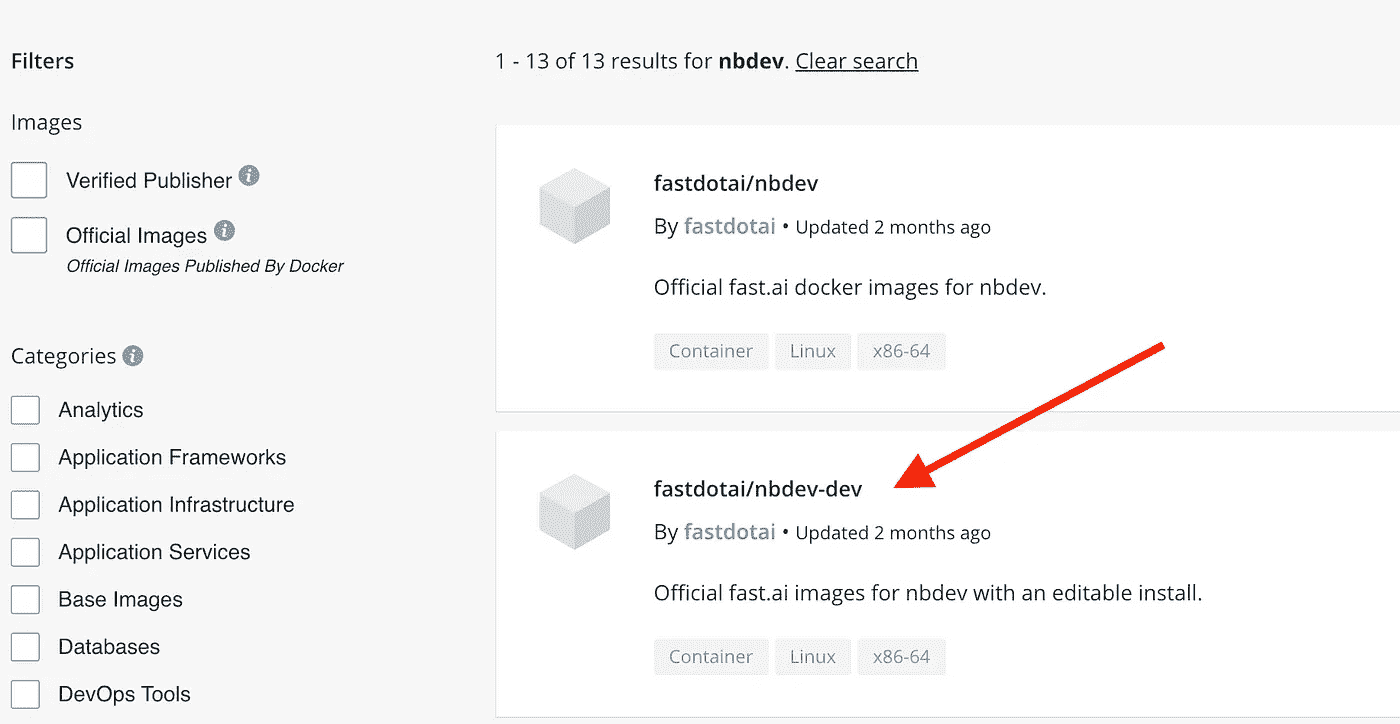 Filters
Images
Verified Publisher
Official Images
Official Images Published By Docker
Categories
Analytics
Application Frameworks
Application Infrastructure
Application Services
Base Images
Databases
DevOps Tools
1 - 13 of 13 results for nbdev. Clear search
fastdotai/nbdev
By fastdotai • Updated 2 months ago
Official fast.ai docker images for nbdev.
Container Linux x86-64
fastdotai/nbdev-dev
By fastdotai • Updated 2 months ago
Official fast.ai images for nbdev with an editable install.
Container Linux x86-64